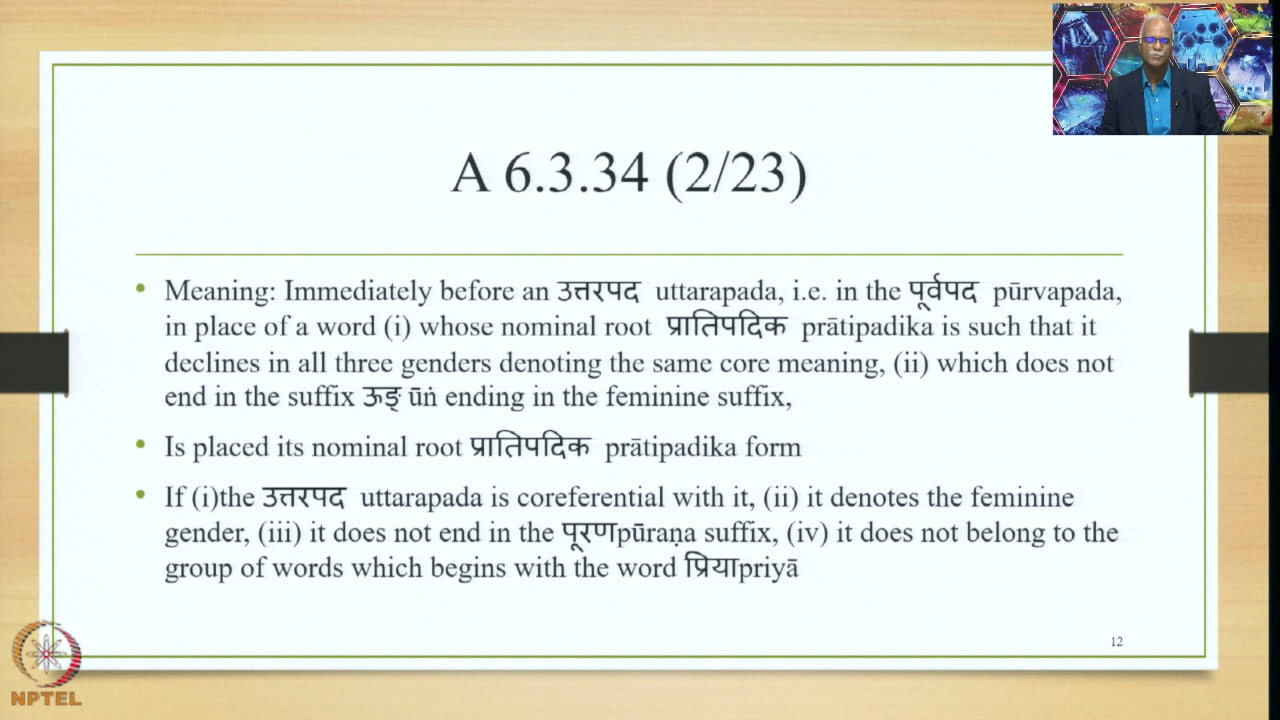 A 6.3.34 (2/23)
• Meaning: Immediately before an उत्तरपद uttarapada, i.e. in the पूर्वपद pūrvapada,
in place of a word (i) whose nominal root प्रातिपदिक prātipadika is such that it
declines in all three genders denoting the same core meaning, (ii) which does not
end in the suffix ऊङ् ūṅ ending in the feminine suffix,
• Is placed its nominal root प्रातिपदिक prātipadika form
• If (i)the उत्तरपद uttarapada is coreferential with it, (ii) it denotes the feminine
gender, (iii) it does not end in the पूरणpūraṇa suffix, (iv) it does not belong to the
group of words which begins with the word प्रियाpriyā
12
NPTEL